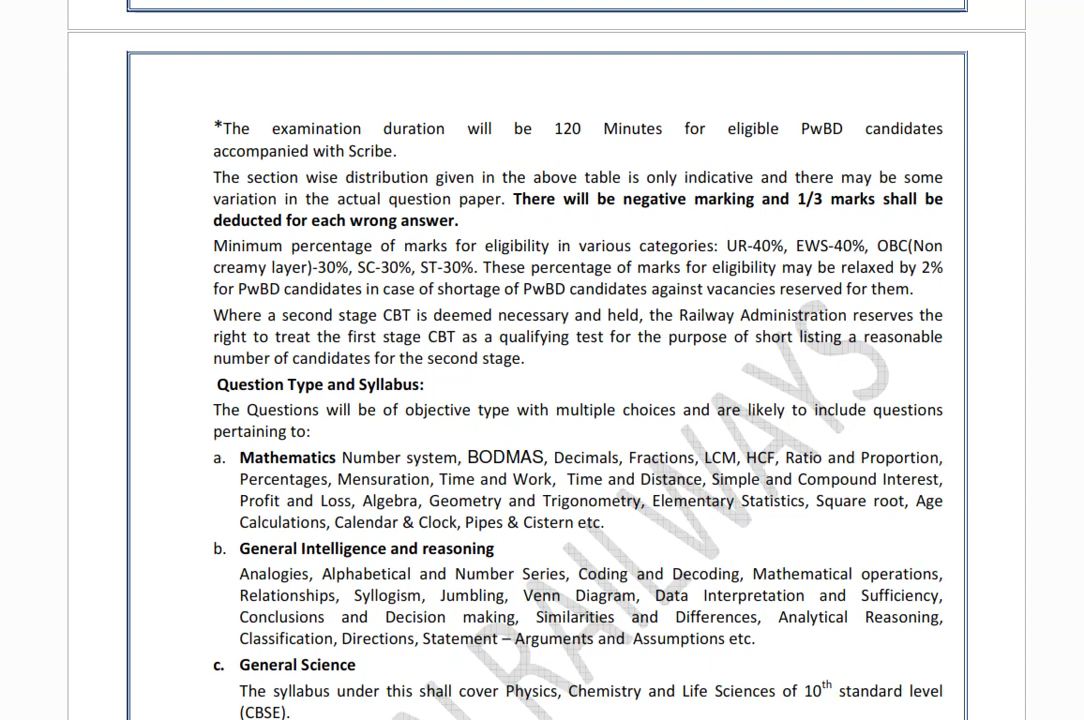 *The examination duration will be 120 Minutes for eligible PwBD candidates
accompanied with Scribe.
The section wise distribution given in the above table is only indicative and there may be some
variation in the actual question paper. There will be negative marking and 1/3 marks shall be
deducted for each wrong answer.
Minimum percentage of marks for eligibility in various categories: UR-40%, EWS-40%, OBC(Non
creamy layer)-30%, SC-30%, ST-30%. These percentage of marks for eligibility may be relaxed by 2%
for PwBD candidates in case of shortage of PwBD candidates against vacancies reserved for them.
Where a second stage CBT is deemed necessary and held, the Railway Administration reserves the
right to treat the first stage CBT as a qualifying test for the purpose of short listing a reasonable
number of candidates for the second stage.
Question Type and Syllabus:
The Questions will be of objective type with multiple choices and are likely to include questions
pertaining to:
a. Mathematics Number system, BODMAS, Decimals, Fractions, LCM, HCF, Ratio and Proportion,
Percentages, Mensuration, Time and Work, Time and Distance, Simple and Compound Interest,
Profit and Loss, Algebra, Geometry and Trigonometry, Elementary Statistics, Square root, Age
Calculations, Calendar & Clock, Pipes & Cistern etc.
b. General Intelligence and reasoning
Analogies, Alphabetical and Number Series, Coding and Decoding, Mathematical operations,
Relationships, Syllogism, Jumbling, Venn Diagram, Data Interpretation and Sufficiency,
Conclusions and Decision making, Similarities and Differences, Analytical Reasoning,
Classification, Directions, Statement – Arguments and Assumptions etc.
c. General Science
The syllabus under this shall cover Physics, Chemistry and Life Sciences of 10th standard level
(CBSE).
N RAILWAYS